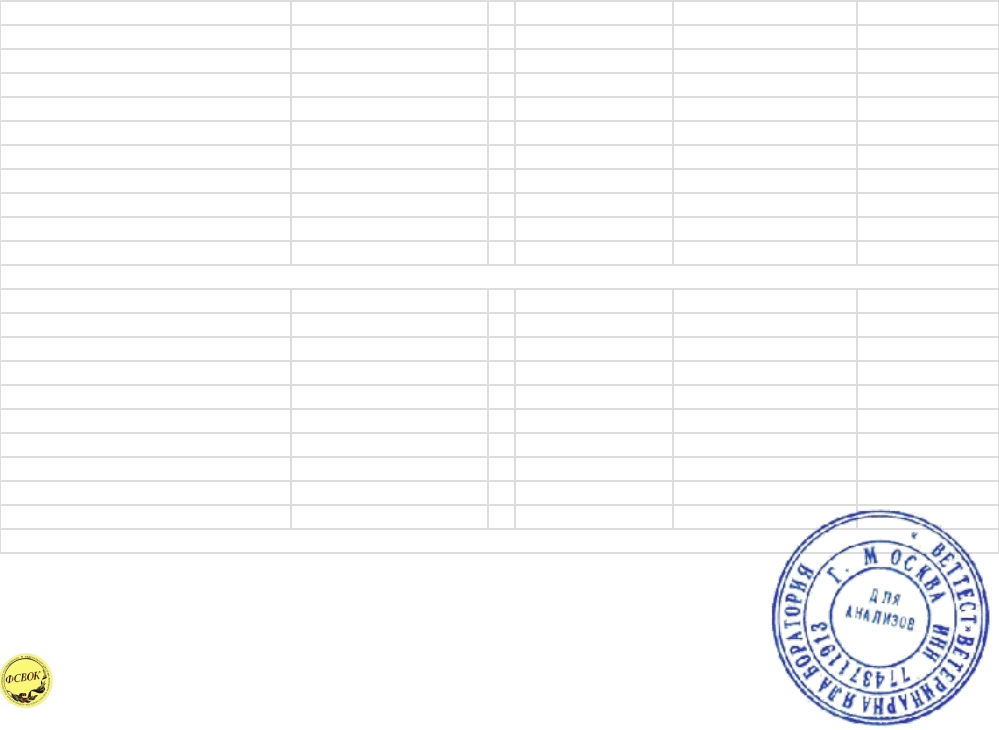 « ВЕТТЕСТ» ВЕТЕРИНАРНАЯ ЛАБОРАТОРИЯ
Г. МОСКВА ИНН 7743711913
ДЛЯ
АНАЛИЗОВ
ФСВОК